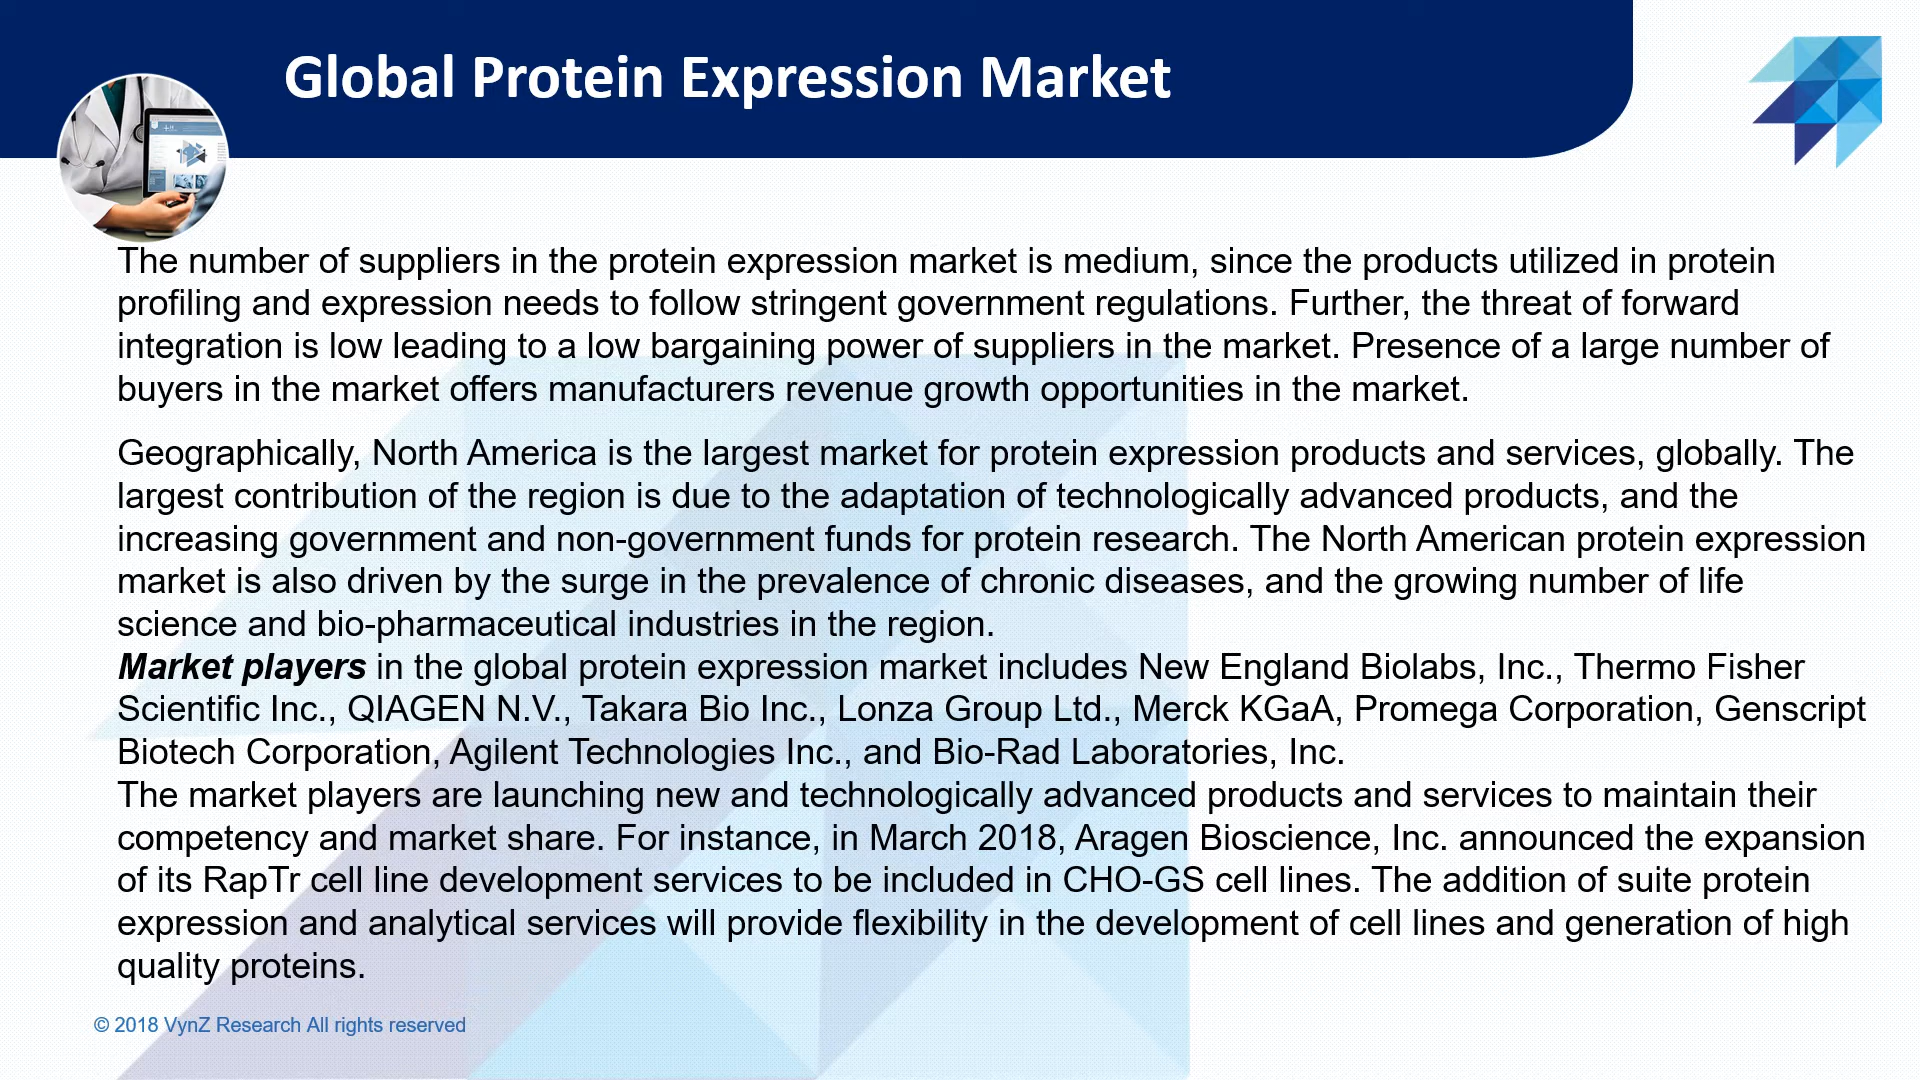 Global Protein Expression Market
The number of suppliers in the protein expression market is medium, since the products utilized in protein
profiling and expression needs to follow stringent government regulations. Further, the threat of forward
integration is low leading to a low bargaining power of suppliers in the market. Presence of a large number of
buyers in the market offers manufacturers revenue growth opportunities in the market.
Geographically, North America is the largest market for protein expression products and services, globally. The
largest contribution of the region is due to the adaptation of technologically advanced products, and the
increasing government and non-government funds for protein research. The North American protein expression
market is also driven by the surge in the prevalence of chronic diseases, and the growing number of life
science and bio-pharmaceutical industries in the region.
Market players in the global protein expression market includes New England Biolabs, Inc., Thermo Fisher
Scientific Inc., QIAGEN N.V., Takara Bio Inc., Lonza Group Ltd., Merck KGaA, Promega Corporation, Genscript
Biotech Corporation, Agilent Technologies Inc., and Bio-Rad Laboratories, Inc.
The market players are launching new and technologically advanced products and services to maintain their
competency and market share. For instance, in March 2018, Aragen Bioscience, Inc. announced the expansion
of its RapTr cell line development services to be included in CHO-GS cell lines. The addition of suite protein
expression and analytical services will provide flexibility in the development of cell lines and generation of high
quality proteins.
© 2018 VynZ Research All rights reserved